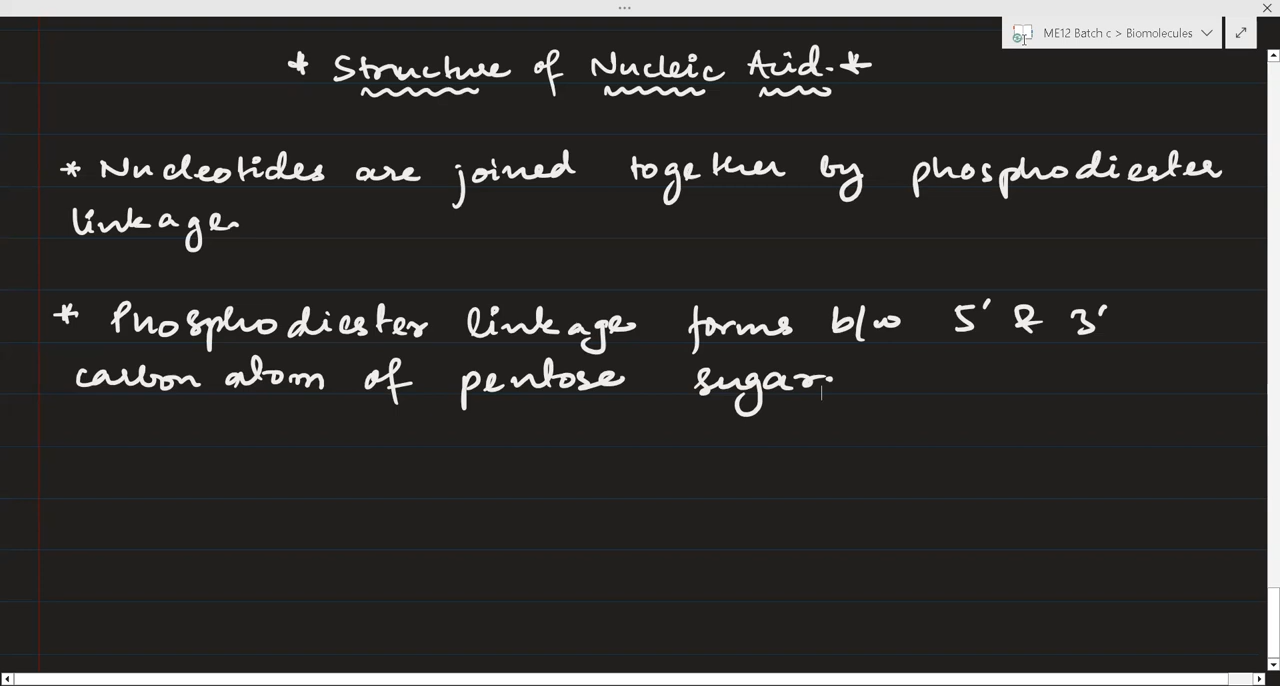 ME12 Batch c > Biomolecules
* Structure of Nucleic Acid. *
* Nucleotides are joined together by phosphodiester
linkage.
* Phosphodiester linkage forms b/w 5' & 3'
carbon atom of pentose sugar.